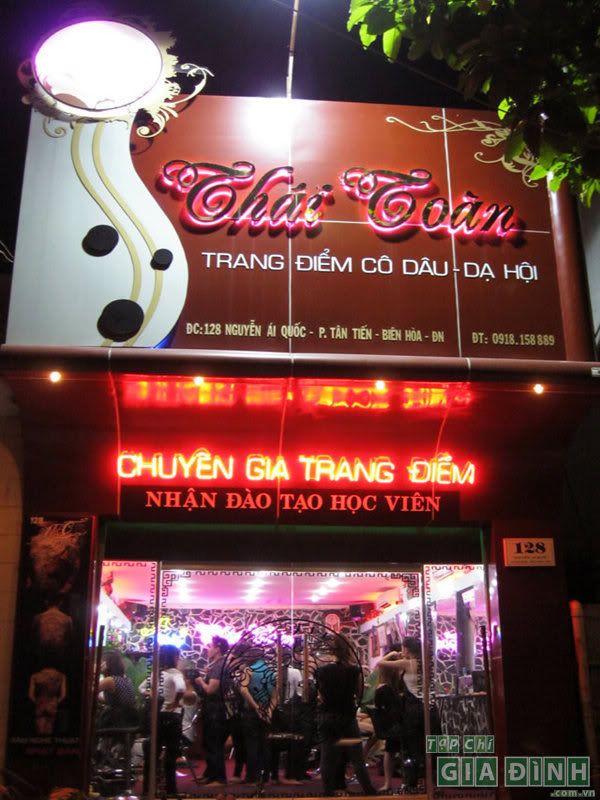 Thái Toàn
TRANG ĐIỂM CÔ DÂU - DẠ HỘI
ĐC:128 NGUYỄN ÁI QUỐC - P. TÂN TIẾN - BIÊN HÒA - ĐN ĐT: 0918.158889
CHUYÊN GIA TRANG ĐIỂM
NHẬN ĐÀO TẠO HỌC VIÊN
128
128
TẠP CHÍ
GIA ĐÌNH
.com.vn